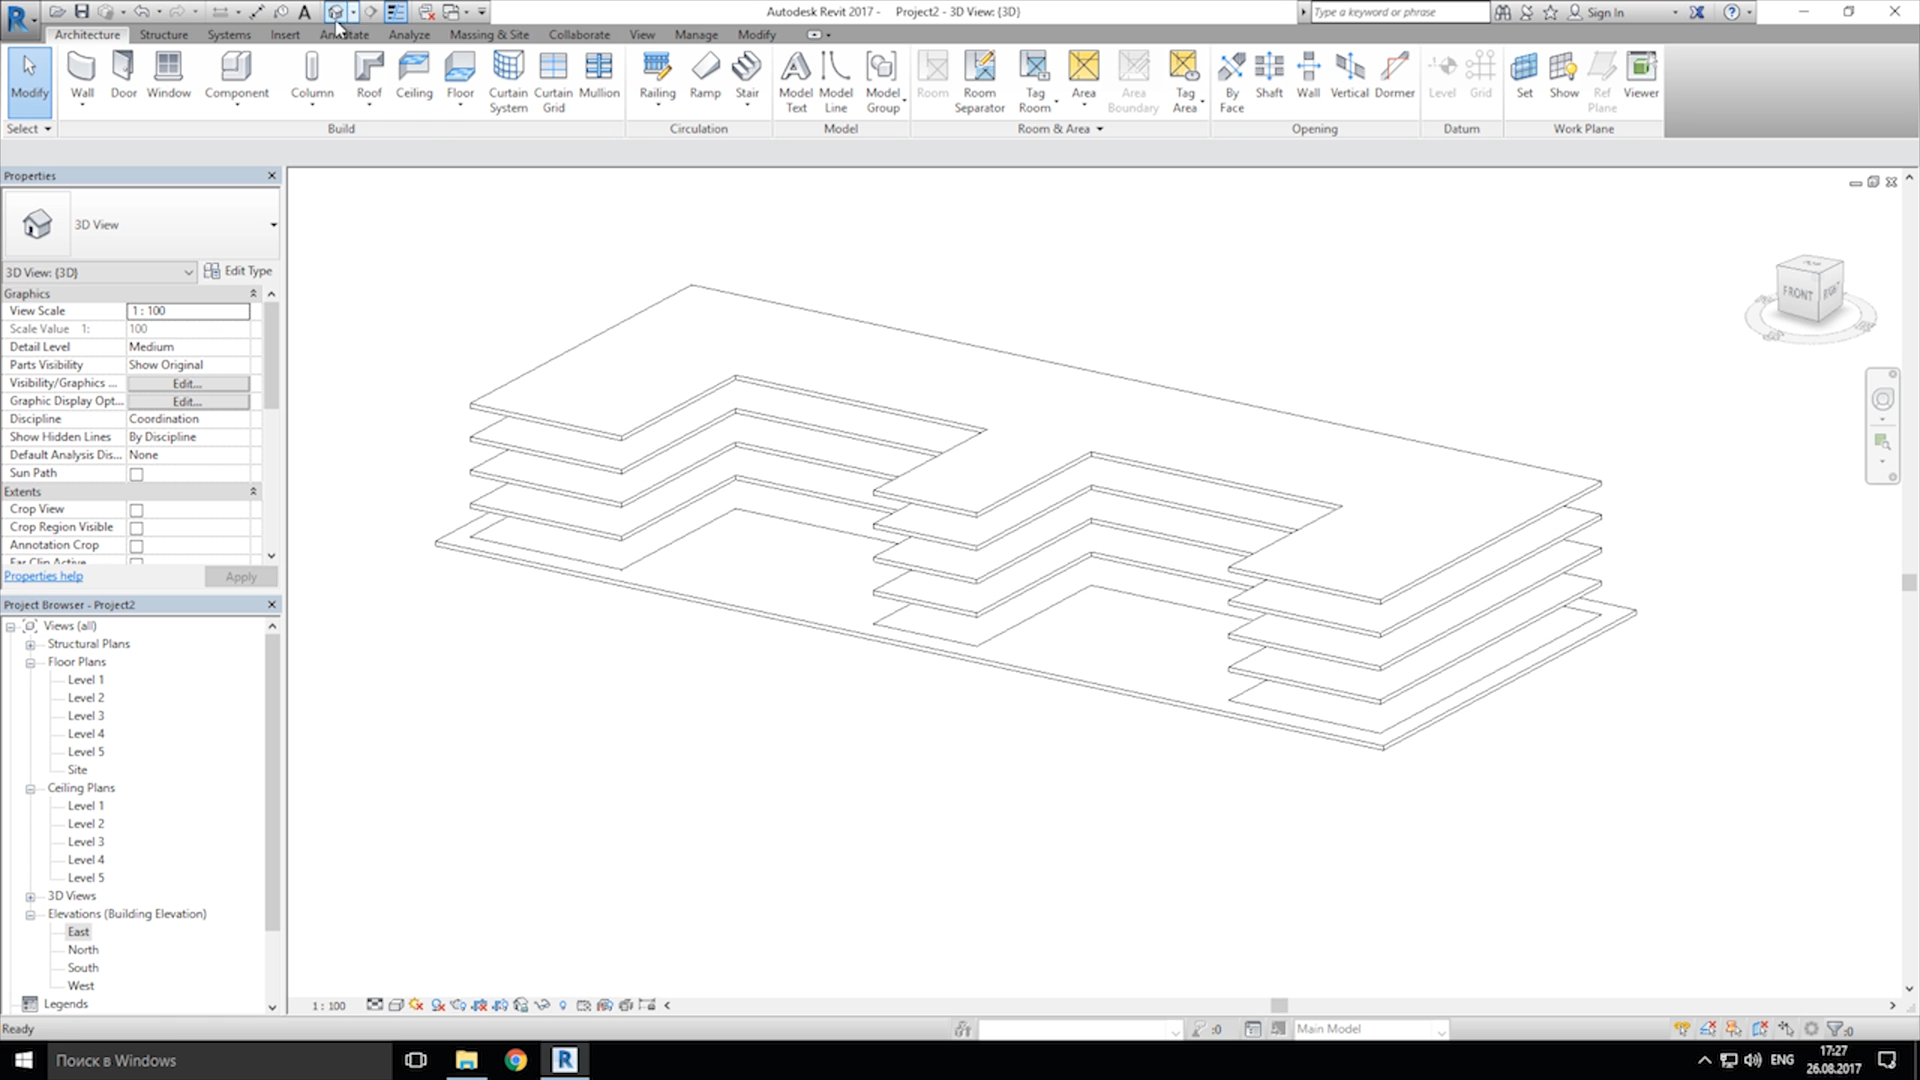 Autodesk Revit 2017 - Project2 - 3D View: {3D}
Type a keyword or phrase
Sign In
Architecture Structure Systems Insert Annotate Analyze Massing & Site Collaborate View Manage Modify
Modify Wall Door Window Component Column Roof Ceiling Floor Curtain System Curtain Grid Mullion Railing Ramp Stair Model Text Model Line Model Group Room Room Separator Tag Room Area Area Boundary Tag Area By Face Shaft Wall Vertical Dormer Level Grid Set Show Ref Plane Viewer
Select Build Circulation Model Room & Area Opening Datum Work Plane
Properties
3D View
3D View: {3D} Edit Type
Graphics
View Scale 1 : 100
Scale Value 1: 100
Detail Level Medium
Parts Visibility Show Original
Visibility/Graphics ... Edit...
Graphic Display Opt... Edit...
Discipline Coordination
Show Hidden Lines By Discipline
Default Analysis Dis... None
Sun Path
Extents
Crop View
Crop Region Visible
Annotation Crop
Far Clip Active
Properties help Apply
Project Browser - Project2
Views (all)
Structural Plans
Floor Plans
Level 1
Level 2
Level 3
Level 4
Level 5
Site
Ceiling Plans
Level 1
Level 2
Level 3
Level 4
Level 5
3D Views
Elevations (Building Elevation)
East
North
South
West
Legends
FRONT
1 : 100
Ready
:0
Main Model
:0
Поиск в Windows
ENG
17:27
26.08.2017